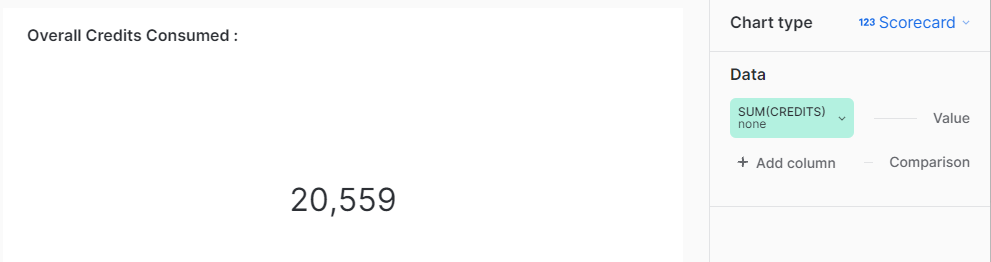 Overall Credits Consumed :
20,559
Chart type
123 Scorecard
Data
SUM(CREDITS)
none
Value
+ Add column
Comparison